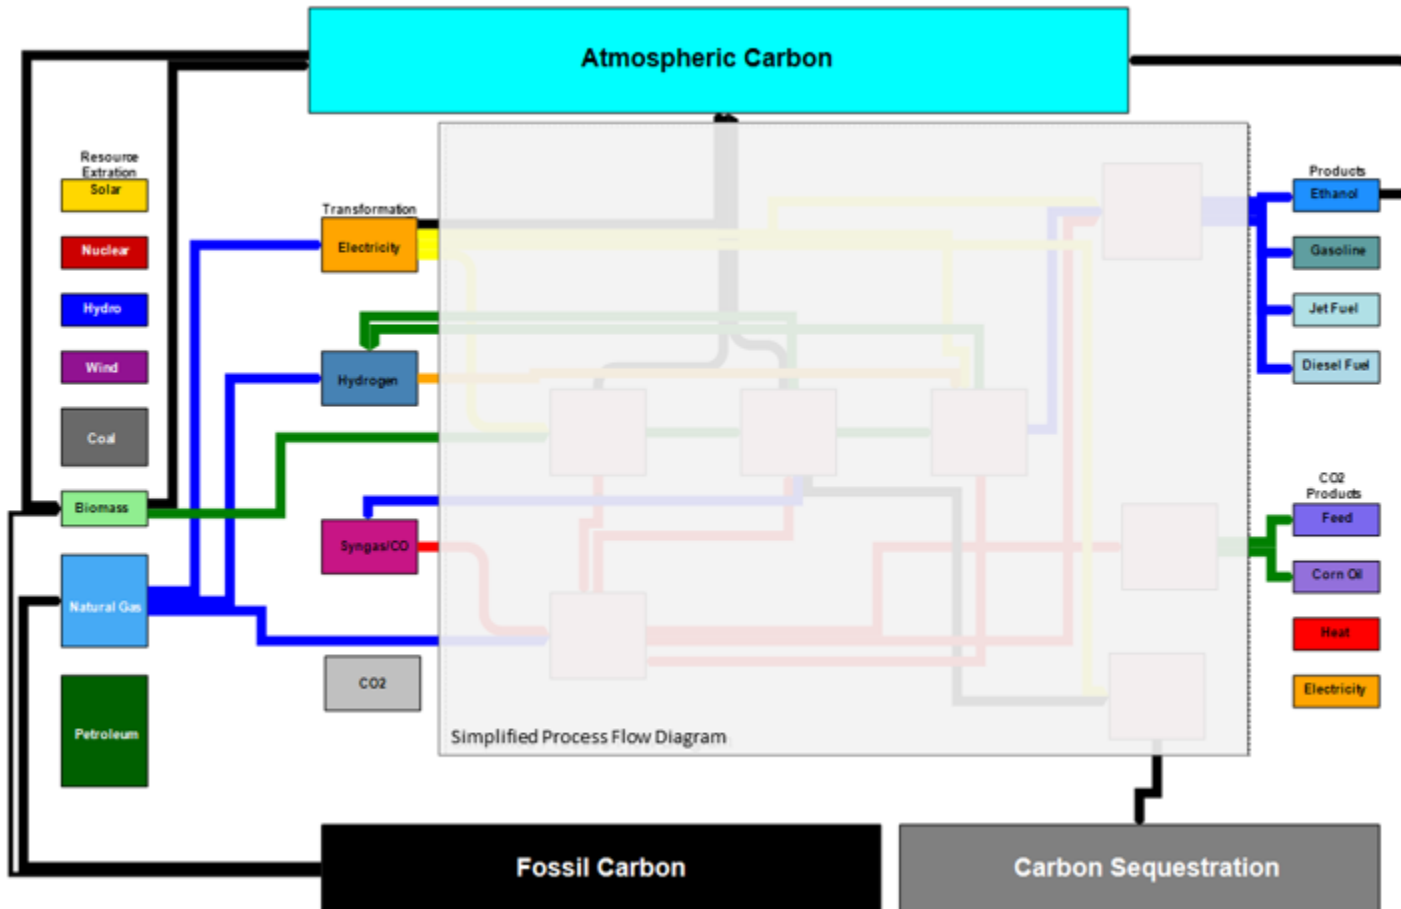 Atmospheric Carbon
Resource
Extration
Solar
Nuclear
Hydro
Wind
Coal
Biomass
Natural Gas
Petroleum
Transformation
Electricity
Hydrogen
Syngas/CO
CO2
Simplified Process Flow Diagram
Products
Ethanol
Gasoline
Jet Fuel
Diesel Fuel
CO2
Products
Feed
Corn Oil
Heat
Electricity
Fossil Carbon
Carbon Sequestration